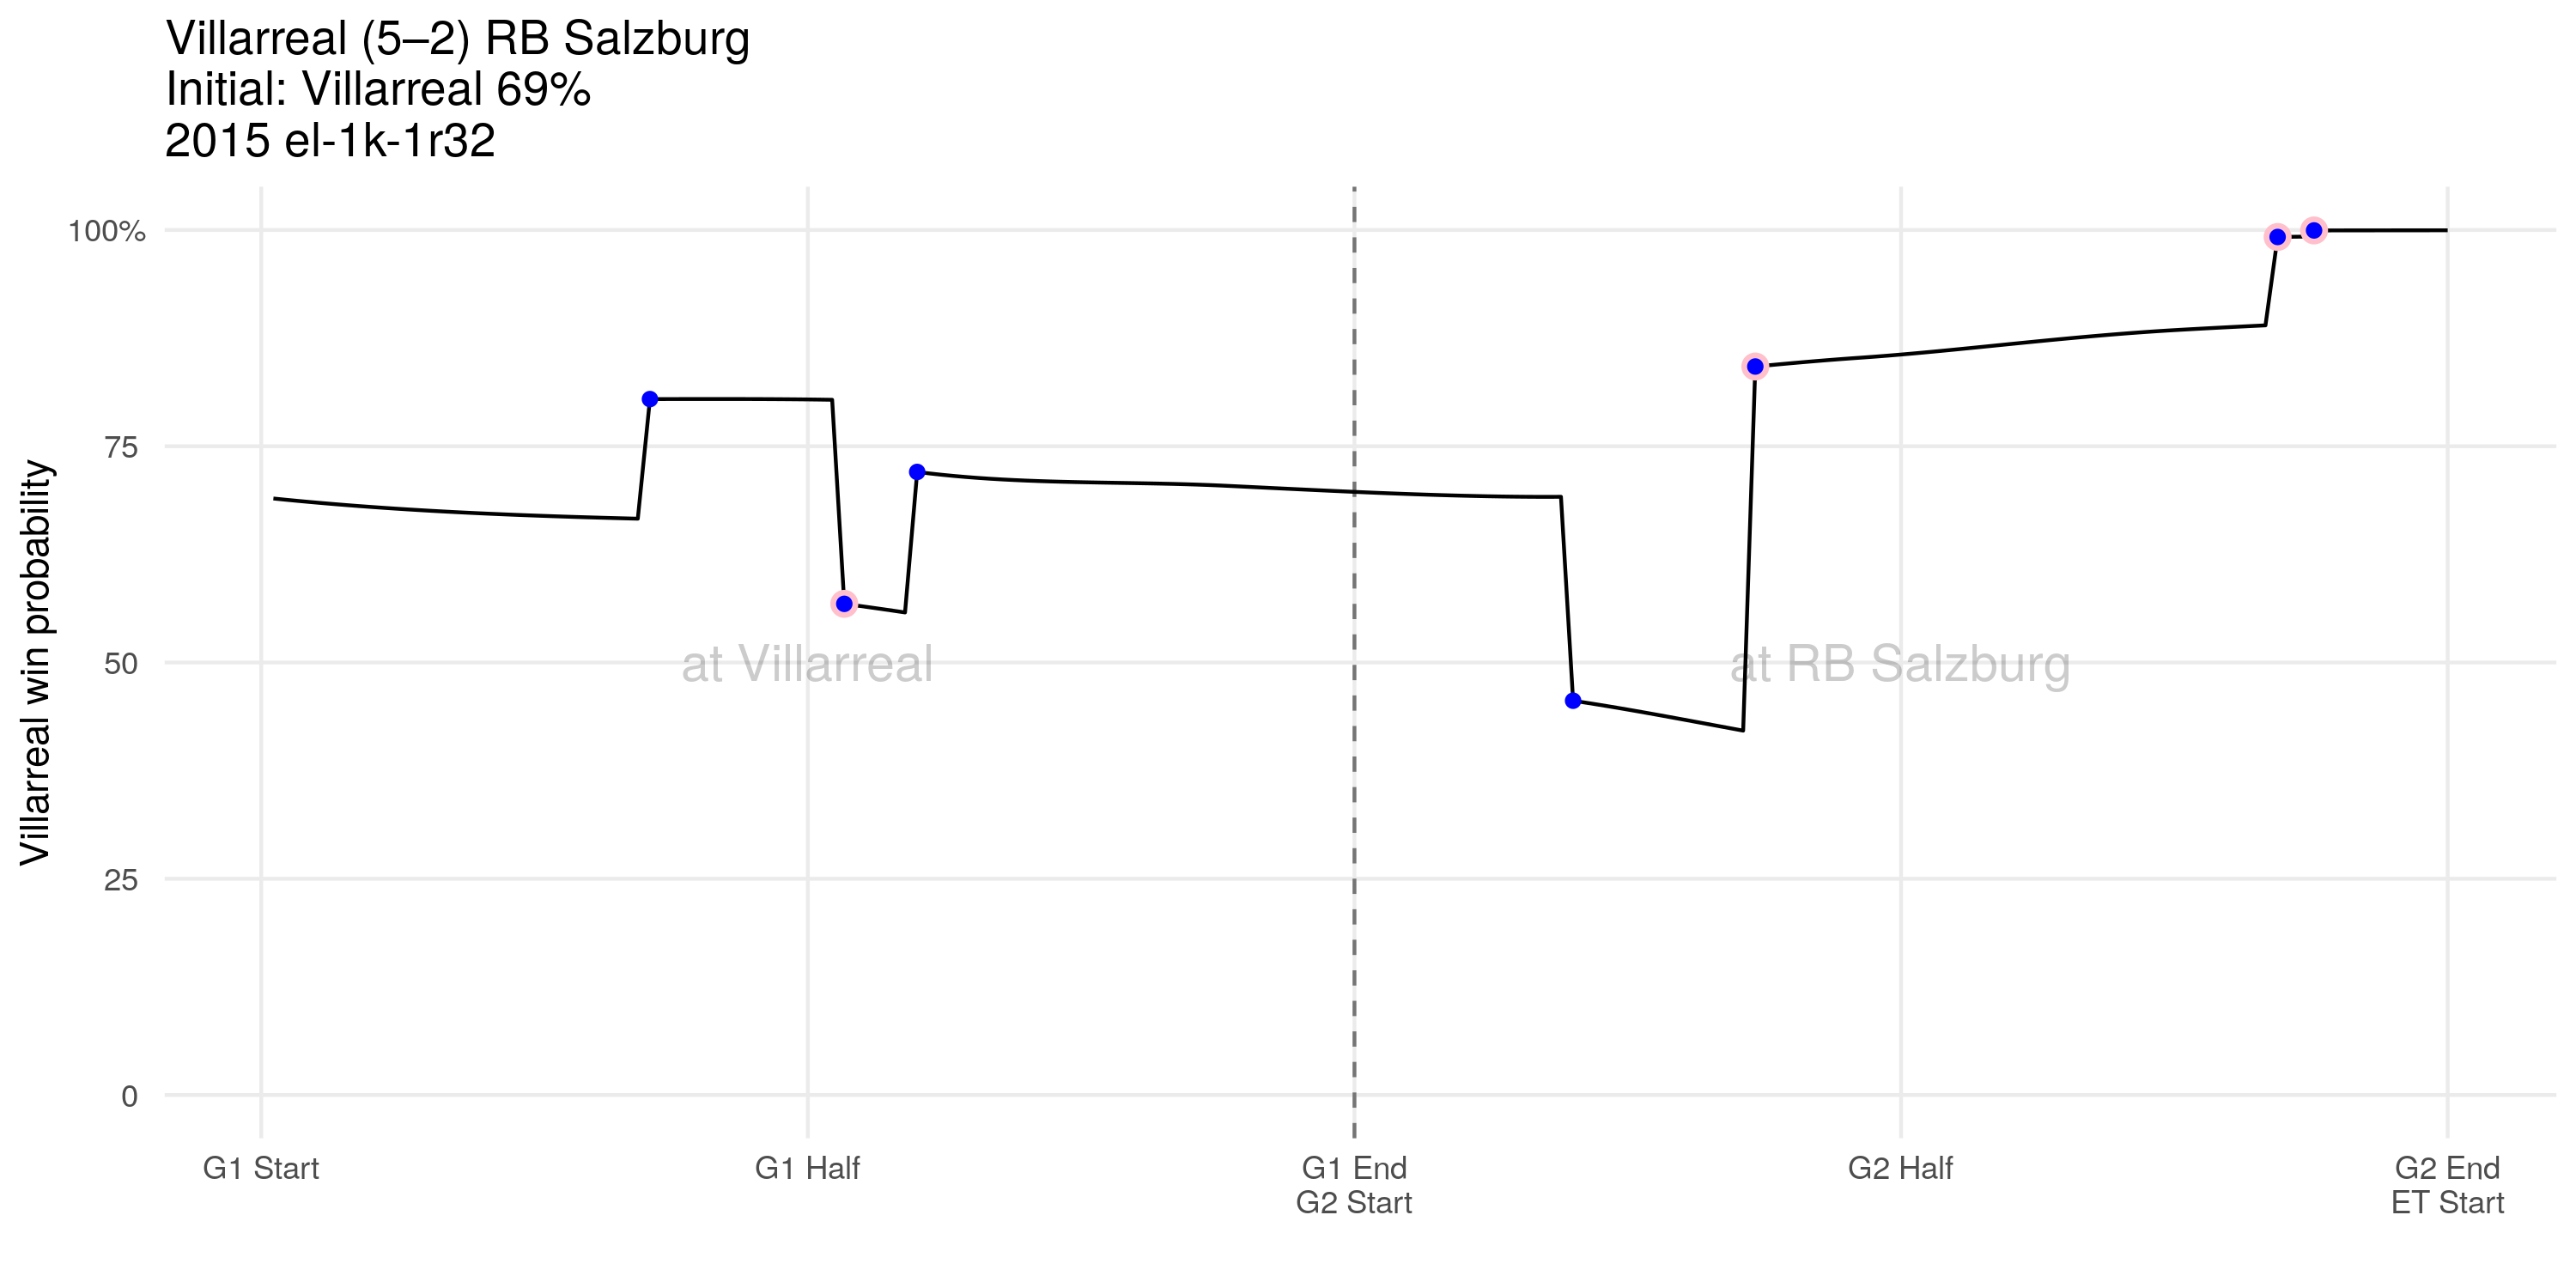 Villarreal (5–2) RB Salzburg
Initial: Villarreal 69%
2015 el-1k-1r32
Villarreal win probability
100%
75
50
25
0
at Villarreal
at RB Salzburg
G1 Start
G1 Half
G1 End
G2 Start
G2 Half
G2 End
ET Start